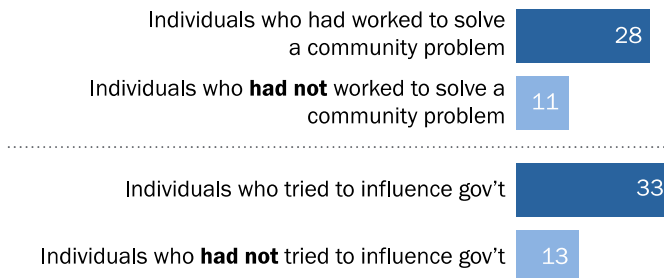 Individuals who had worked to solve
a community problem
28
Individuals who had not worked to solve a
community problem
11
Individuals who tried to influence gov't
33
Individuals who had not tried to influence gov't
13